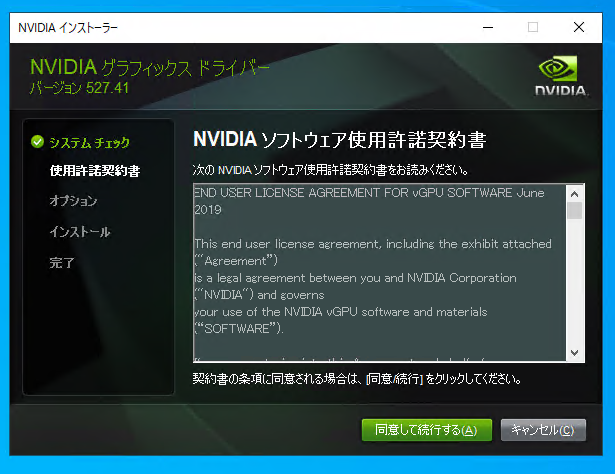 NVIDIA インストーラー
NVIDIA グラフィックス ドライバー
バージョン 527.41
NVIDIA.
システム チェック
使用許諾契約書
オプション
インストール
完了
NVIDIA ソフトウェア使用許諾契約書
次の NVIDIA ソフトウェア使用許諾契約書をお読みください。
END USER LICENSE AGREEMENT FOR vGPU SOFTWARE June
2019
This end user license agreement, including the exhibit attached
("Agreement")
is a legal agreement between you and NVIDIA Corporation
("NVIDIA") and governs
your use of the NVIDIA vGPU software and materials
("SOFTWARE").
契約書の条項に同意される場合は、[同意/続行] をクリックしてください。
同意して続行する(A)
キャンセル(C)